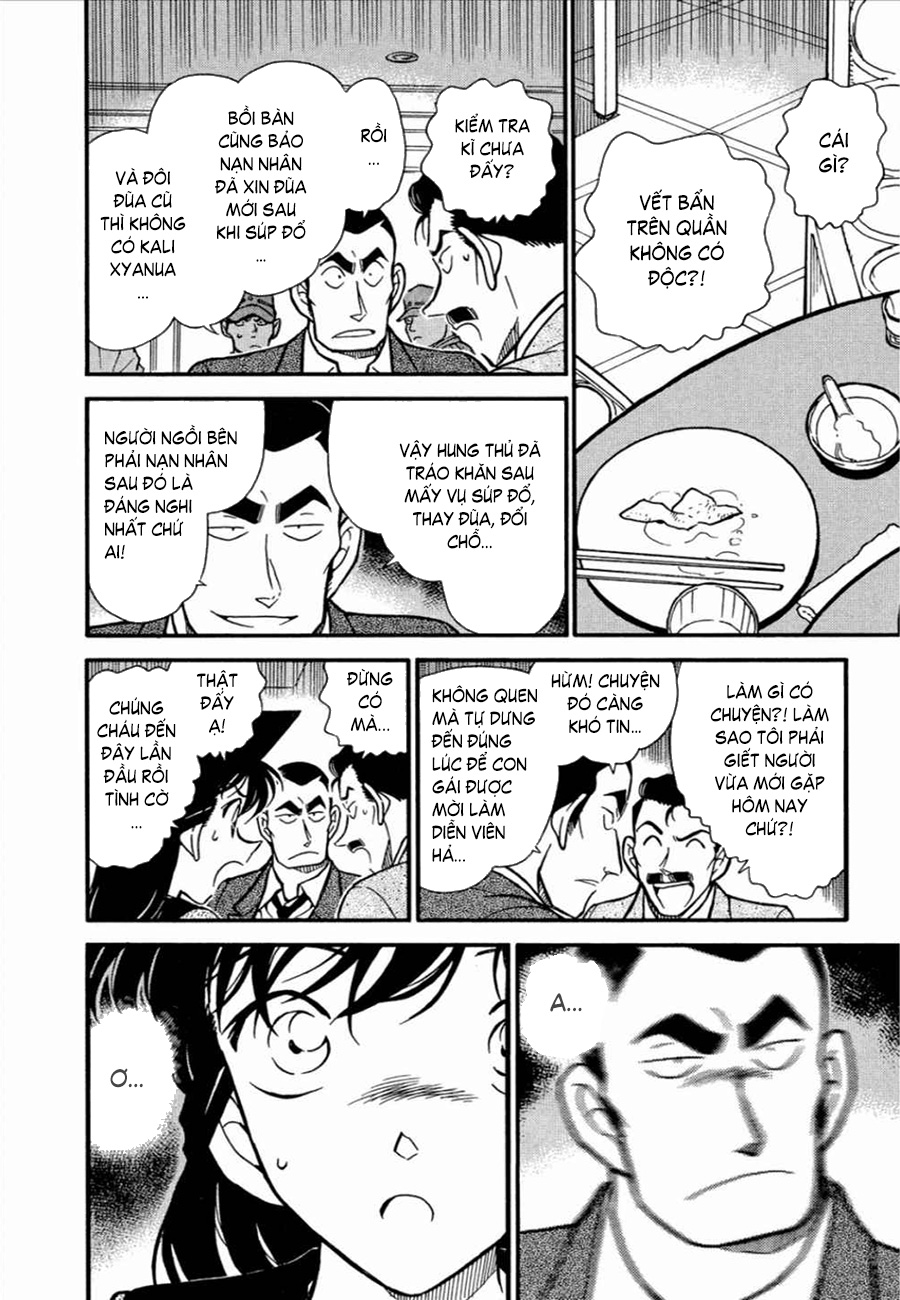 CÁI
GÌ?
VẾT BẨN
TRÊN QUẦN
KHÔNG CÓ
ĐỘC?!
KIỂM TRA
KĨ CHƯA
ĐẤY?
RỒI
...
BỒI BÀN
CŨNG BÁO
NẠN NHÂN
ĐÃ XIN ĐŨA
MỚI SAU
KHI SÚP ĐỔ
...
VÀ ĐÔI
ĐŨA CŨ
THÌ KHÔNG
CÓ KALI
XYANUA
...
VẬY HUNG THỦ ĐÃ
TRÁO KHĂN SAU
MẤY VỤ SÚP ĐỔ,
THAY ĐŨA, ĐỔI
CHỖ...
NGƯỜI NGỒI BÊN
PHẢI NẠN NHÂN
SAU ĐÓ LÀ
ĐÁNG NGHI
NHẤT CHỨ
AI!
LÀM GÌ CÓ
CHUYỆN?! LÀM
SAO TÔI PHẢI
GIẾT NGƯỜI
VỪA MỚI GẶP
HÔM NAY
CHỨ?!
HỪM! CHUYỆN
ĐÓ CÀNG
KHÓ TIN...
KHÔNG QUEN
MÀ TỰ DƯNG
ĐẾN ĐÚNG
LÚC ĐỂ CON
GÁI ĐƯỢC
MỜI LÀM
DIỄN VIÊN
HẢ...
ĐỪNG
CÓ
MÀ...
THẬT
ĐẤY
Ạ!
CHÚNG
CHÁU ĐẾN
ĐÂY LẦN
ĐẦU RỒI
TÌNH CỜ
...
A...
Ơ...